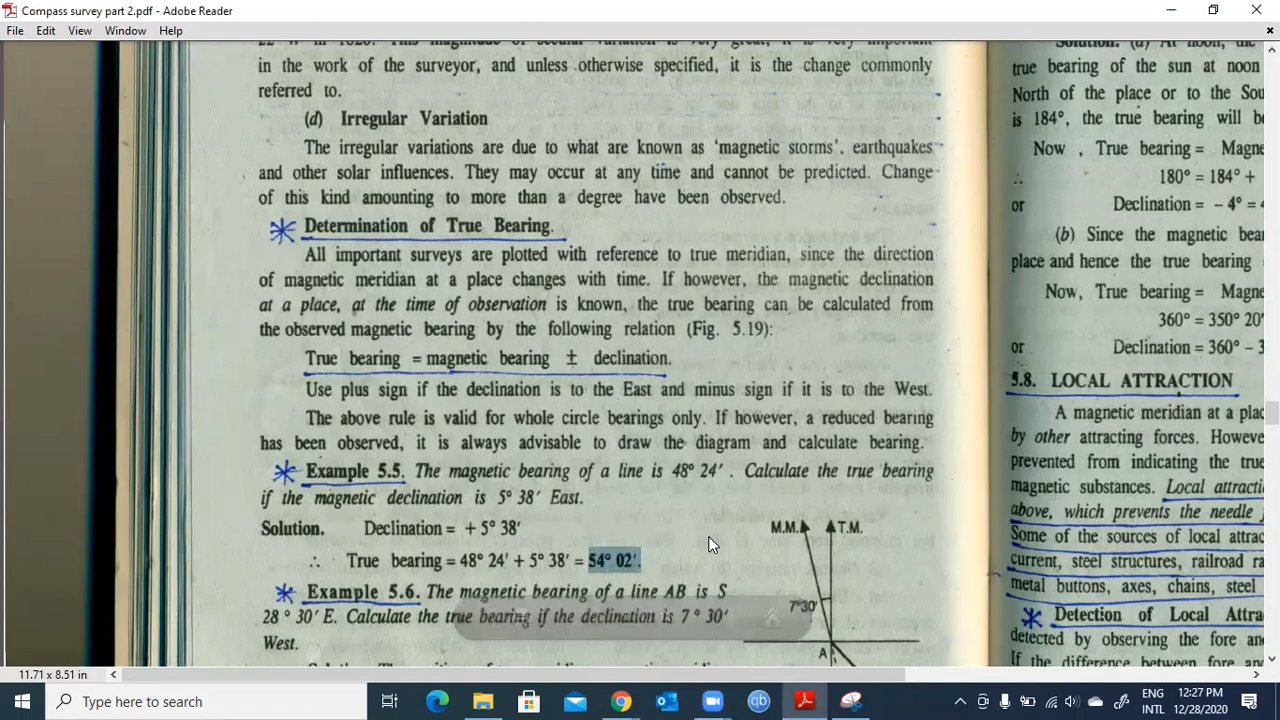 Compass survey part 2.pdf - Adobe Reader
File Edit View Window Help
in the work of the surveyor, and unless otherwise specified, it is the change commonly
referred to.
(d) Irregular Variation
The irregular variations are due to what are known as 'magnetic storms', earthquakes
and other solar influences. They may occur at any time and cannot be predicted. Change
of this kind amounting to more than a degree have been observed.
Determination of True Bearing.
All important surveys are plotted with reference to true meridian, since the direction
of magnetic meridian at a place changes with time. If however, the magnetic declination
at a place, at the time of observation is known, the true bearing can be calculated from
the observed magnetic bearing by the following relation (Fig. 5.19):
True bearing = magnetic bearing ± declination.
Use plus sign if the declination is to the East and minus sign if it is to the West.
The above rule is valid for whole circle bearings only. If however, a reduced bearing
has been observed, it is always advisable to draw the diagram and calculate bearing.
Example 5.5. The magnetic bearing of a line is 48° 24'. Calculate the true bearing
if the magnetic declination is 5° 38' East.
Solution. Declination = + 5° 38'
∴ True bearing = 48° 24' + 5° 38' = 54° 02'.
Example 5.6. The magnetic bearing of a line AB is S
28° 30' E. Calculate the true bearing if the declination is 7° 30'
West.
M.M. T.M.
7°30'
A
Solution. (a) At noon, the
true bearing of the sun at noon
North of the place or to the Sou
is 184°, the true bearing will be
Now, True bearing = Magne
∴ 180° = 184° +
or Declination = - 4° =
(b) Since the magnetic bear
place and hence the true bearing
Now, True bearing = Magne
360° = 350° 20'
or Declination = 360° - 3
5.8. LOCAL ATTRACTION
A magnetic meridian at a plac
by other attracting forces. Howeve
prevented from indicating the true
magnetic substances. Local attracti
above, which prevents the needle f
Some of the sources of local attrac
current, steel structures, railroad ra
metal buttons, axes, chains, steel
Detection of Local Attra
detected by observing the fore an
If the difference between fore an
11.71 x 8.51 in
Type here to search
ENG
INTL
12:27 PM
12/28/2020